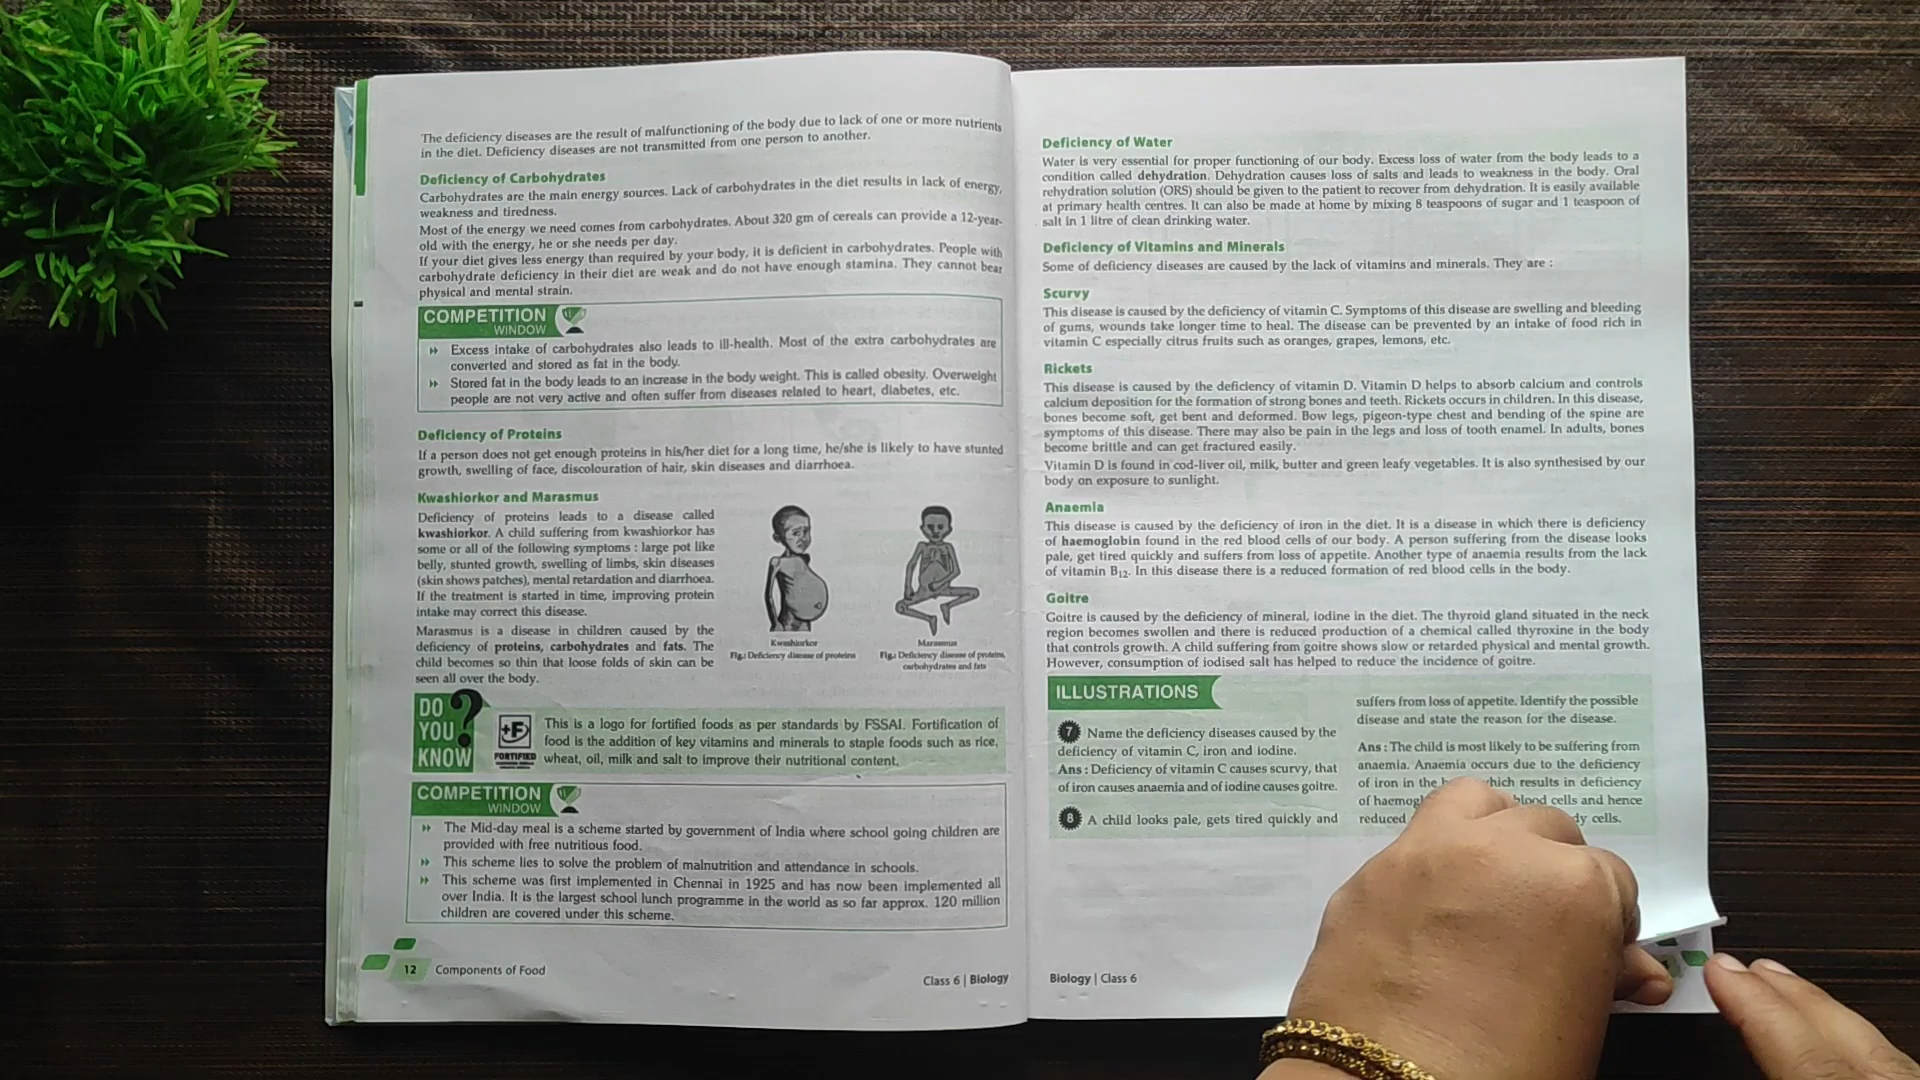 The deficiency diseases are the result of malfunctioning of the body due to lack of one or more nutrients
in the diet. Deficiency diseases are not transmitted from one person to another.
Deficiency of Carbohydrates
Carbohydrates are the main energy sources. Lack of carbohydrates in the diet results in lack of energy,
weakness and tiredness.
Most of the energy we need comes from carbohydrates. About 320 gm of cereals can provide a 12-year-
old with the energy, he or she needs per day.
If your diet gives less energy than required by your body, it is deficient in carbohydrates. People with
carbohydrate deficiency in their diet are weak and do not have enough stamina. They cannot bear
physical and mental strain.
COMPETITION
WINDOW
Excess intake of carbohydrates also leads to ill-health. Most of the extra carbohydrates are
converted and stored as fat in the body.
Stored fat in the body leads to an increase in the body weight. This is called obesity. Overweight
people are not very active and often suffer from diseases related to heart, diabetes, etc.
Deficiency of Proteins
If a person does not get enough proteins in his/her diet for a long time, he/she is likely to have stunted
growth, swelling of face, discolouration of hair, skin diseases and diarrhoea.
Kwashiorkor and Marasmus
Deficiency of proteins leads to a disease called
kwashiorkor. A child suffering from kwashiorkor has
some or all of the following symptoms : large pot like
belly, stunted growth, swelling of limbs, skin diseases
(skin shows patches), mental retardation and diarrhoea.
If the treatment is started in time, improving protein
intake may correct this disease.
Marasmus is a disease in children caused by the
deficiency of proteins, carbohydrates and fats. The
child becomes so thin that loose folds of skin can be
seen all over the body.
Kwashiorkor
Fig.: Deficiency disease of proteins
Marasmus
Fig.: Deficiency disease of proteins,
carbohydrates and fats
DO
YOU
KNOW
?
+F
FORTIFIED
This is a logo for fortified foods as per standards by FSSAI. Fortification of
food is the addition of key vitamins and minerals to staple foods such as rice,
wheat, oil, milk and salt to improve their nutritional content.
COMPETITION
WINDOW
The Mid-day meal is a scheme started by government of India where school going children are
provided with free nutritious food.
This scheme lies to solve the problem of malnutrition and attendance in schools.
This scheme was first implemented in Chennai in 1925 and has now been implemented all
over India. It is the largest school lunch programme in the world as so far approx. 120 million
children are covered under this scheme.
12 Components of Food
Class 6 | Biology
Deficiency of Water
Water is very essential for proper functioning of our body. Excess loss of water from the body leads to a
condition called dehydration. Dehydration causes loss of salts and leads to weakness in the body. Oral
rehydration solution (ORS) should be given to the patient to recover from dehydration. It is easily available
at primary health centres. It can also be made at home by mixing 8 teaspoons of sugar and 1 teaspoon of
salt in 1 litre of clean drinking water.
Deficiency of Vitamins and Minerals
Some of deficiency diseases are caused by the lack of vitamins and minerals. They are :
Scurvy
This disease is caused by the deficiency of vitamin C. Symptoms of this disease are swelling and bleeding
of gums, wounds take longer time to heal. The disease can be prevented by an intake of food rich in
vitamin C especially citrus fruits such as oranges, grapes, lemons, etc.
Rickets
This disease is caused by the deficiency of vitamin D. Vitamin D helps to absorb calcium and controls
calcium deposition for the formation of strong bones and teeth. Rickets occurs in children. In this disease,
bones become soft, get bent and deformed. Bow legs, pigeon-type chest and bending of the spine are
symptoms of this disease. There may also be pain in the legs and loss of tooth enamel. In adults, bones
become brittle and can get fractured easily.
Vitamin D is found in cod-liver oil, milk, butter and green leafy vegetables. It is also synthesised by our
body on exposure to sunlight.
Anaemia
This disease is caused by the deficiency of iron in the diet. It is a disease in which there is deficiency
of haemoglobin found in the red blood cells of our body. A person suffering from the disease looks
pale, get tired quickly and suffers from loss of appetite. Another type of anaemia results from the lack
of vitamin B12. In this disease there is a reduced formation of red blood cells in the body.
Goitre
Goitre is caused by the deficiency of mineral, iodine in the diet. The thyroid gland situated in the neck
region becomes swollen and there is reduced production of a chemical called thyroxine in the body
that controls growth. A child suffering from goitre shows slow or retarded physical and mental growth.
However, consumption of iodised salt has helped to reduce the incidence of goitre.
ILLUSTRATIONS
7 Name the deficiency diseases caused by the
deficiency of vitamin C, iron and iodine.
Ans : Deficiency of vitamin C causes scurvy, that
of iron causes anaemia and of iodine causes goitre.
8 A child looks pale, gets tired quickly and
suffers from loss of appetite. Identify the possible
disease and state the reason for the disease.
Ans : The child is most likely to be suffering from
anaemia. Anaemia occurs due to the deficiency
of iron in the which results in deficiency
of blood cells and hence
reduced cells.
Biology | Class 6